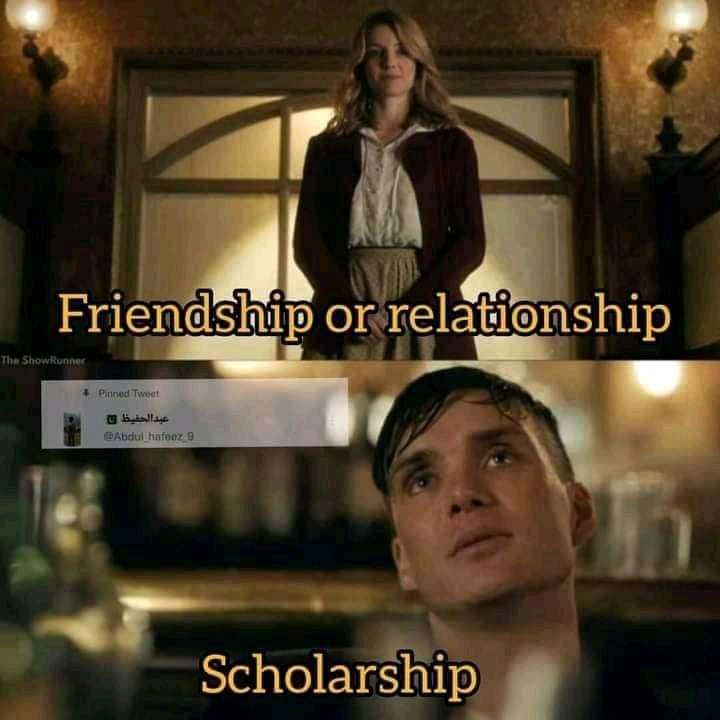 Friendship or relationship
The ShowRunner
Pinned Tweet
عبدالحفيظ
@Abdul_hafeez_9
Scholarship